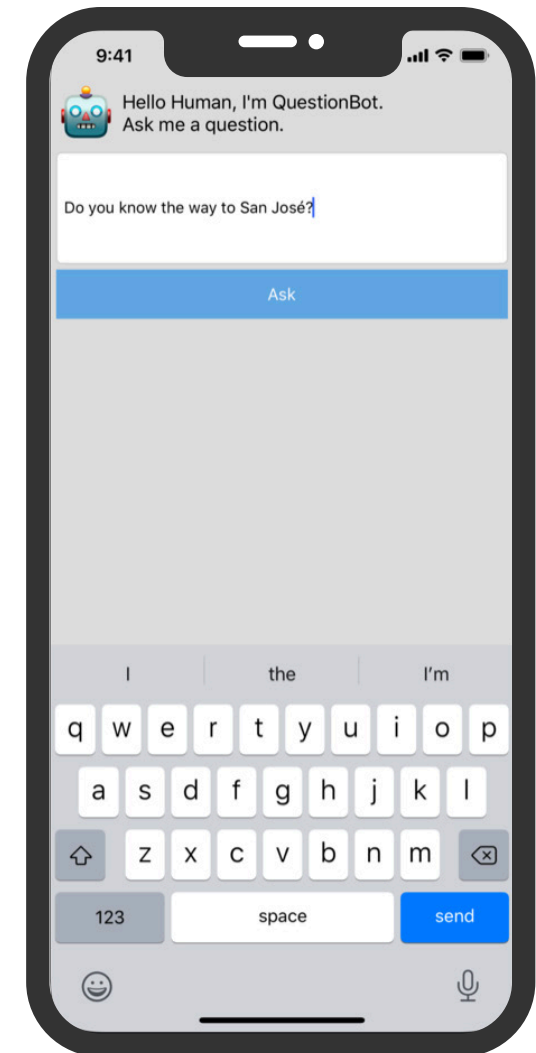 9:41
Hello Human, I'm QuestionBot.
Ask me a question.
Do you know the way to San José?
Ask
I the I'm
q w e r t y u i o p
a s d f g h j k l
z x c v b n m
123 space send